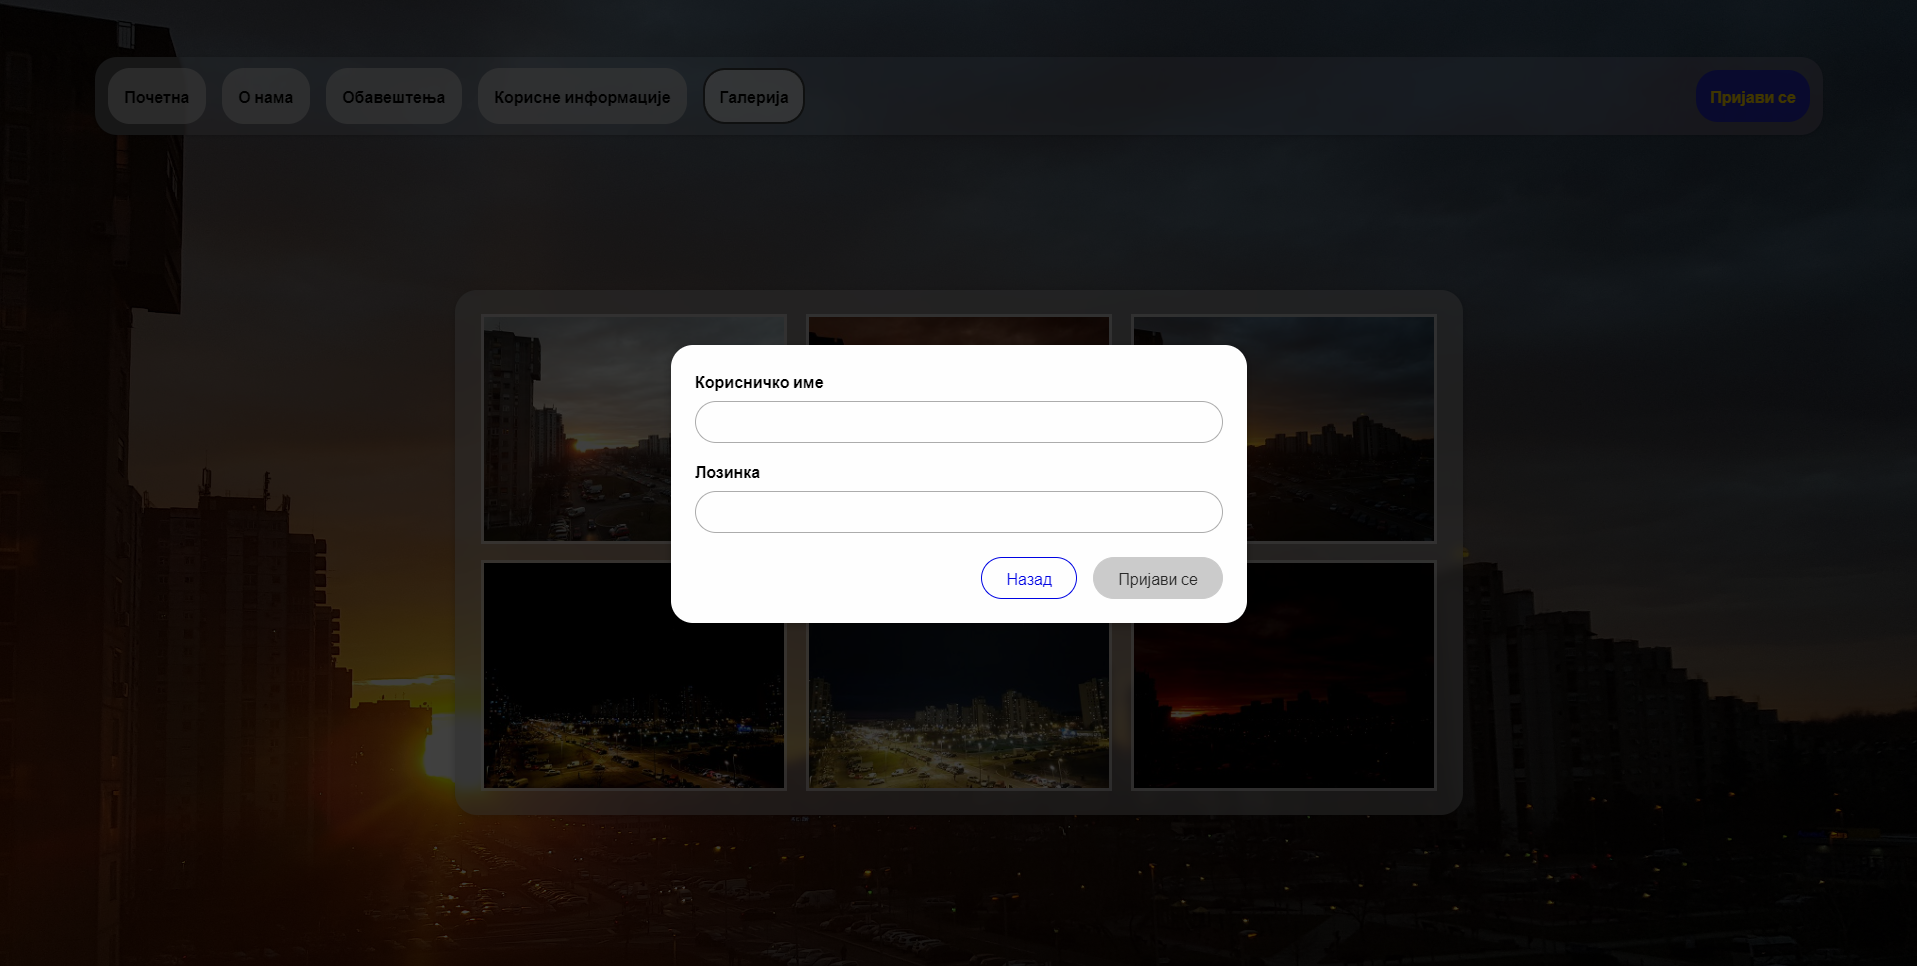 Почетна
О нама
Обавештења
Корисне информације
Галерија
Пријави се
Корисничко име
Лозинка
Назад
Пријави се